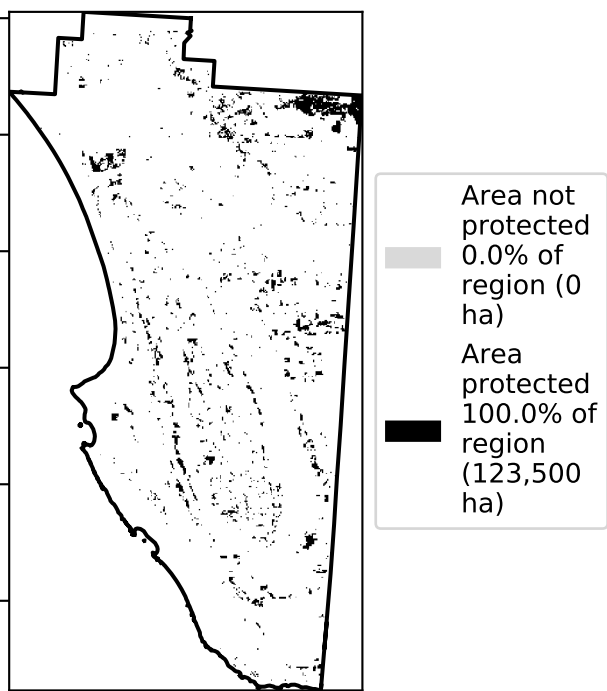 Area not
protected
0.0% of
region (0
ha)
Area
protected
100.0% of
region
(123,500
ha)